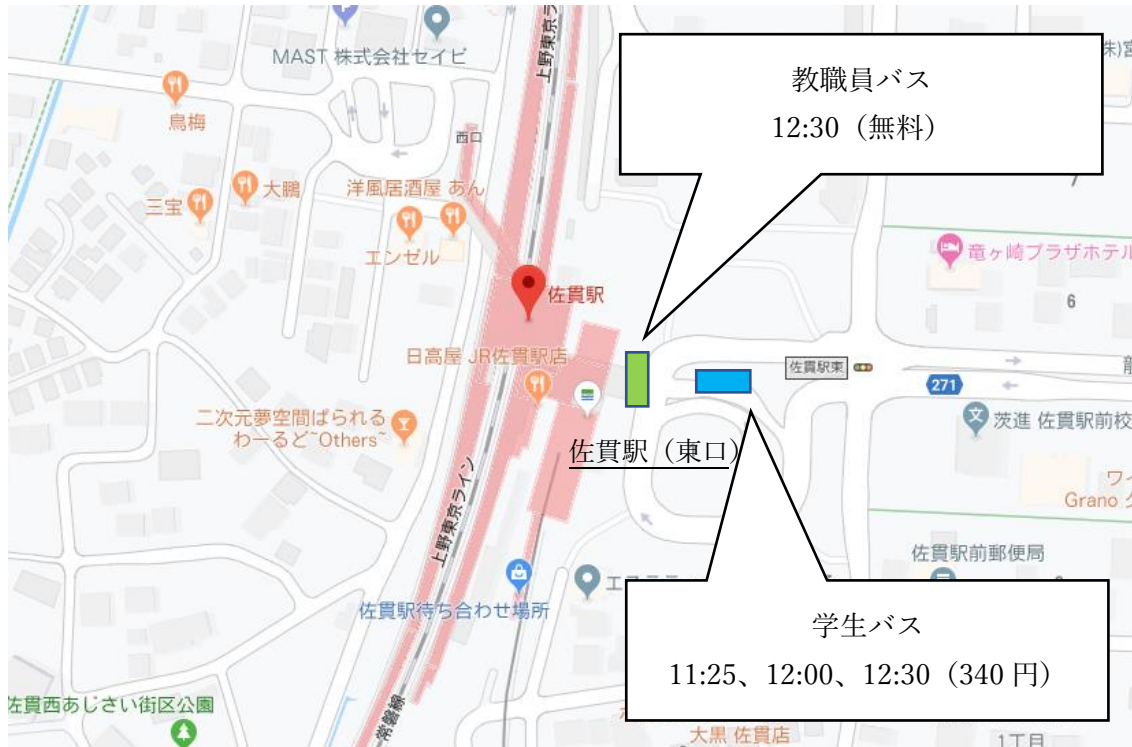 MAST 株式会社セイビ
上野東京ラ
教職員バス
12:30（無料）
鳥梅
西口
大鵬
洋風居酒屋 あん
三宝
エンゼル
竜ヶ崎プラザホテル
佐貫駅
6
日高屋 JR佐貫駅店
佐貫駅東
271
茨進 佐貫駅前校
二次元夢空間ぱられる
わーるど~Others~
佐貫駅（東口）
上野東京ライン
Grano
佐貫駅前郵便局
佐貫駅待ち合わせ場所
学生バス
11:25、12:00、12:30（340 円）
佐貫西あじさい街区公園
常磐線
大黒 佐貫店
1丁目